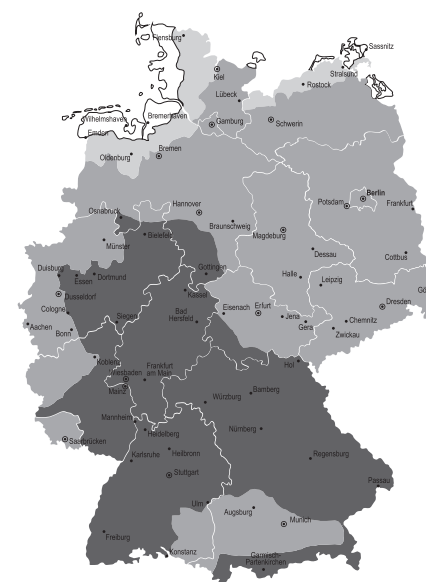 Flensburg
Sassnitz
Kiel
Stralsund
Rostock
Lübeck
Wilhelmshaven
Bremerhaven
Gamburg
Schwerin
Emden
Bremen
Oldenburg
Berlin
Potsdam
Frankfurt
Hannover
Osnabruck
Braunschweig
Bielefeld
Magdeburg
Münster
Dessau
Cottbus
Duisburg
Dortmund
Gottingen
Halle
Essen
Leipzig
Gö
Kassel
Dusseldorf
Dresden
Cologne
Bad
Hersfeld
Eisenach
Erfurt
Siegen
Jena
Chemnitz
Aachen
Bonn
Gera
Zwickau
Koblenz
Hof
Wiesbaden
Frankfurt
am Main
Mainz
Bamberg
Würzburg
Mannheim
Heidelberg
Nürnberg
Saarbrücken
Karlsruhe
Heilbronn
Regensburg
Stuttgart
Passau
Ulm
Augsburg
Munich
Freiburg
Konstanz
Garmisch-
Partenkirchen